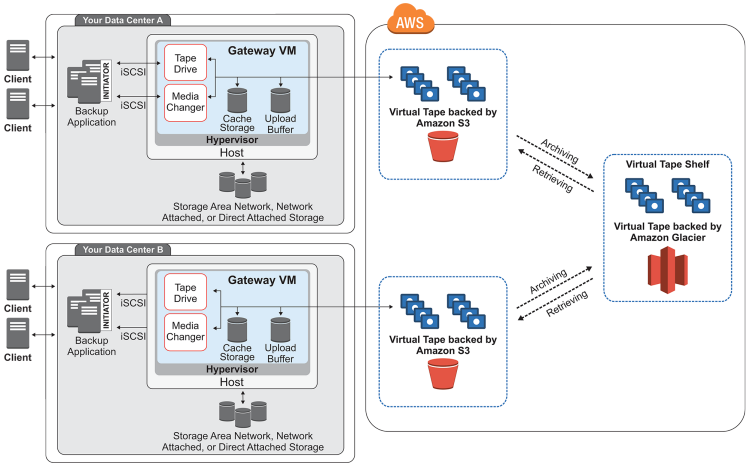 Your Data Center A
AWS
Client
Client
INITIATOR
Backup
Application
iSCSI
iSCSI
Gateway VM
Tape
Drive
Media
Changer
Cache
Storage
Upload
Buffer
Hypervisor
Host
Storage Area Network, Network
Attached, or Direct Attached Storage
Virtual Tape backed by
Amazon S3
Archiving
Retrieving
Virtual Tape Shelf
Virtual Tape backed by
Amazon Glacier
Your Data Center B
Client
Client
INITIATOR
Backup
Application
iSCSI
iSCSI
Gateway VM
Tape
Drive
Media
Changer
Cache
Storage
Upload
Buffer
Hypervisor
Host
Storage Area Network, Network
Attached, or Direct Attached Storage
Virtual Tape backed by
Amazon S3
Archiving
Retrieving